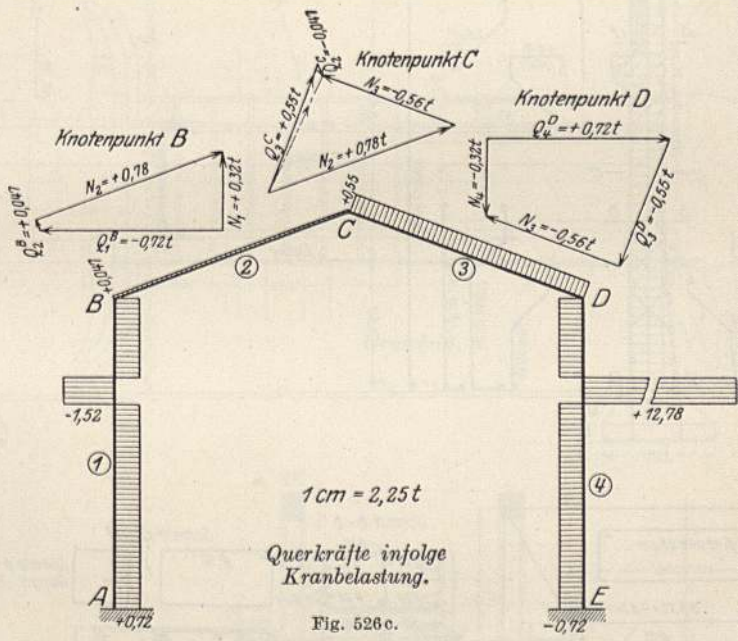 Knotenpunkt B
N₂=+0,78
Q₂ᴮ=+0,047
Q₁ᴮ=-0,72t
N₁=+0,32t
Knotenpunkt C
Q₂ᶜ=-0,047
Q₃ᶜ=+0,55t
N₃=-0,56t
N₂=+0,78t
Knotenpunkt D
Q₄ᴰ=+0,72t
N₄=-0,32t
N₃=-0,56t
Q₃ᴰ=-0,55t
+0,55
C
+0,047
B
②
③
D
-1,52
+12,78
①
④
1 cm = 2,25 t
Querkräfte infolge
Kranbelastung.
A
+0,72
E
-0,72
Fig. 526c.